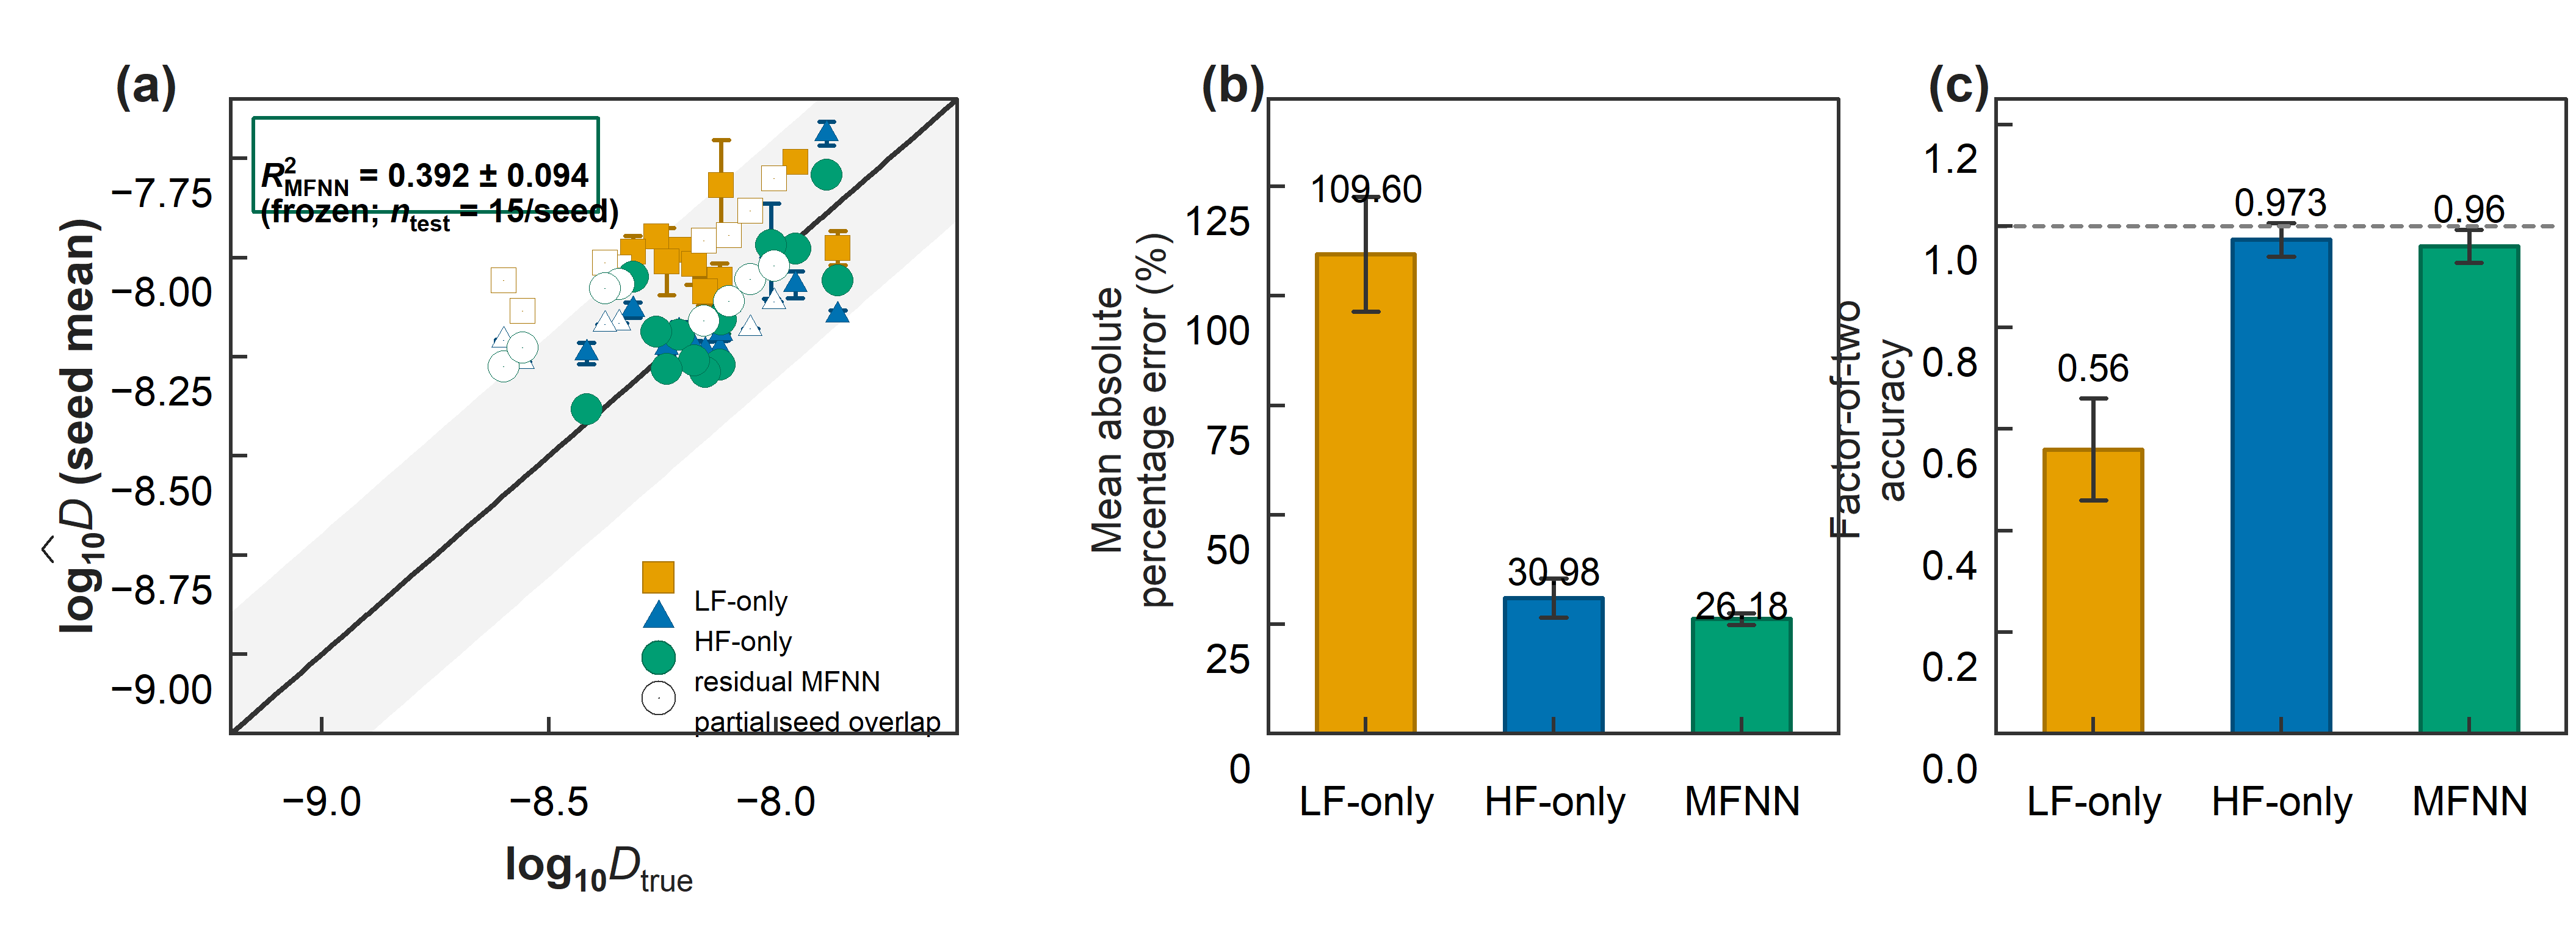 (a)
R²MFNN = 0.392 ± 0.094
(frozen; ntest = 15/seed)
log10D̂ (seed mean)
−7.75
−8.00
−8.25
−8.50
−8.75
−9.00
LF-only
HF-only
residual MFNN
partial seed overlap
−9.0
−8.5
−8.0
log10Dtrue
(b)
Mean absolute
percentage error (%)
125
100
75
50
25
0
109.60
30.98
26.18
LF-only
HF-only
MFNN
(c)
Factor-of-two
accuracy
1.2
1.0
0.8
0.6
0.4
0.2
0.0
0.56
0.973
0.96
LF-only
HF-only
MFNN